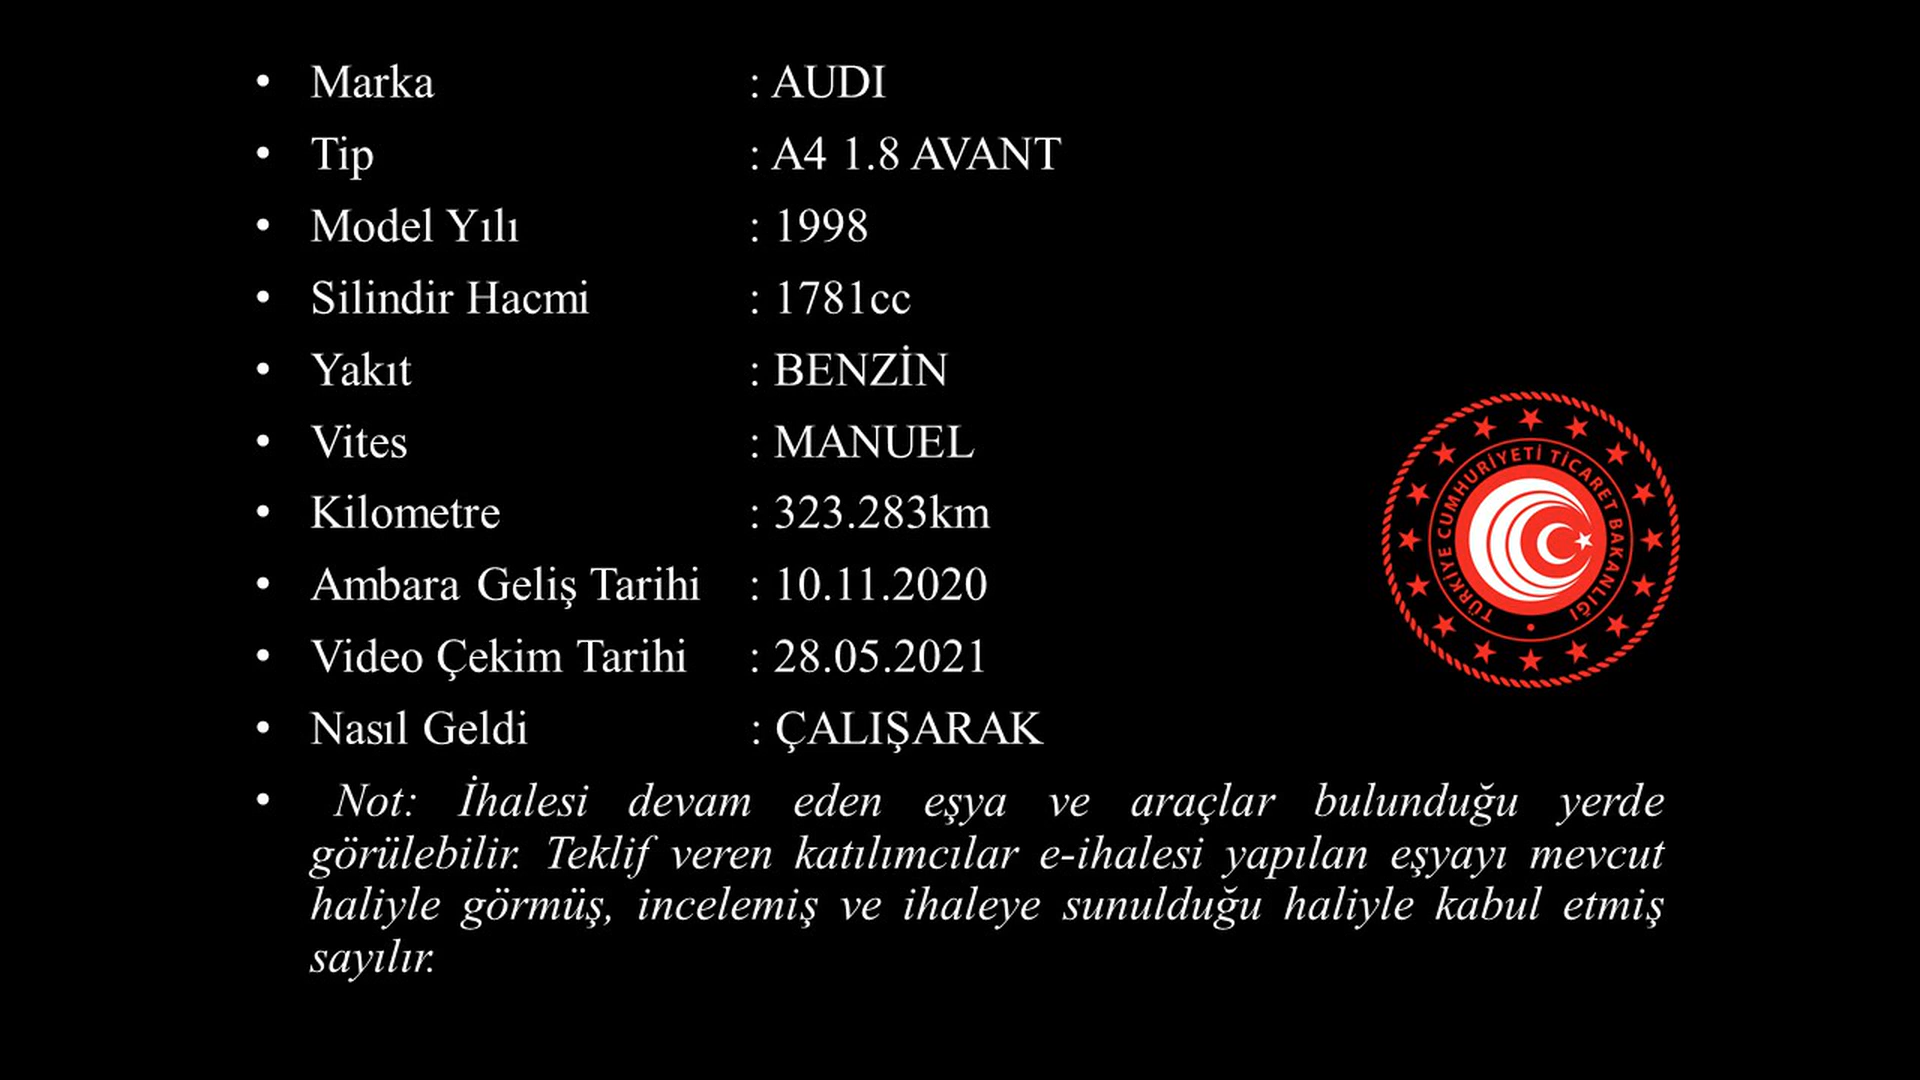 • Marka : AUDI
• Tip : A4 1.8 AVANT
• Model Yılı : 1998
• Silindir Hacmi : 1781cc
• Yakıt : BENZİN
• Vites : MANUEL
• Kilometre : 323.283km
• Ambara Geliş Tarihi : 10.11.2020
• Video Çekim Tarihi : 28.05.2021
• Nasıl Geldi : ÇALIŞARAK
• Not: İhalesi devam eden eşya ve araçlar bulunduğu yerde
görülebilir. Teklif veren katılımcılar e-ihalesi yapılan eşyayı mevcut
haliyle görmüş, incelemiş ve ihaleye sunulduğu haliyle kabul etmiş
sayılır.
TÜRKİYE CUMHURİYETİ TİCARET BAKANLIĞI